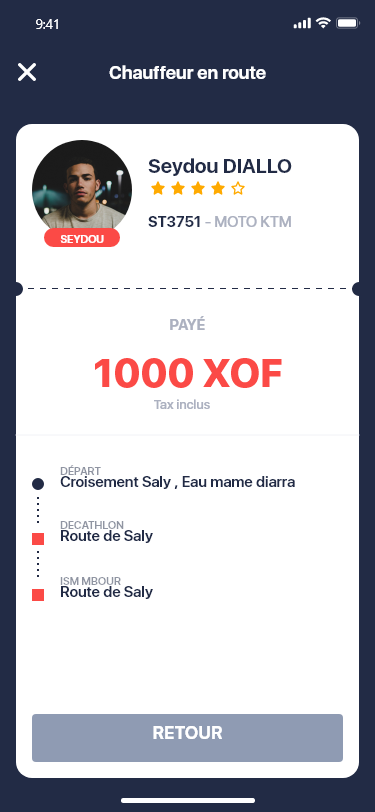 9:41
Chauffeur en route
Seydou DIALLO
ST3751 - MOTO KTM
SEYDOU
PAYÉ
1000 XOF
Tax inclus
DÉPART
Croisement Saly , Eau mame diarra
DECATHLON
Route de Saly
ISM MBOUR
Route de Saly
RETOUR